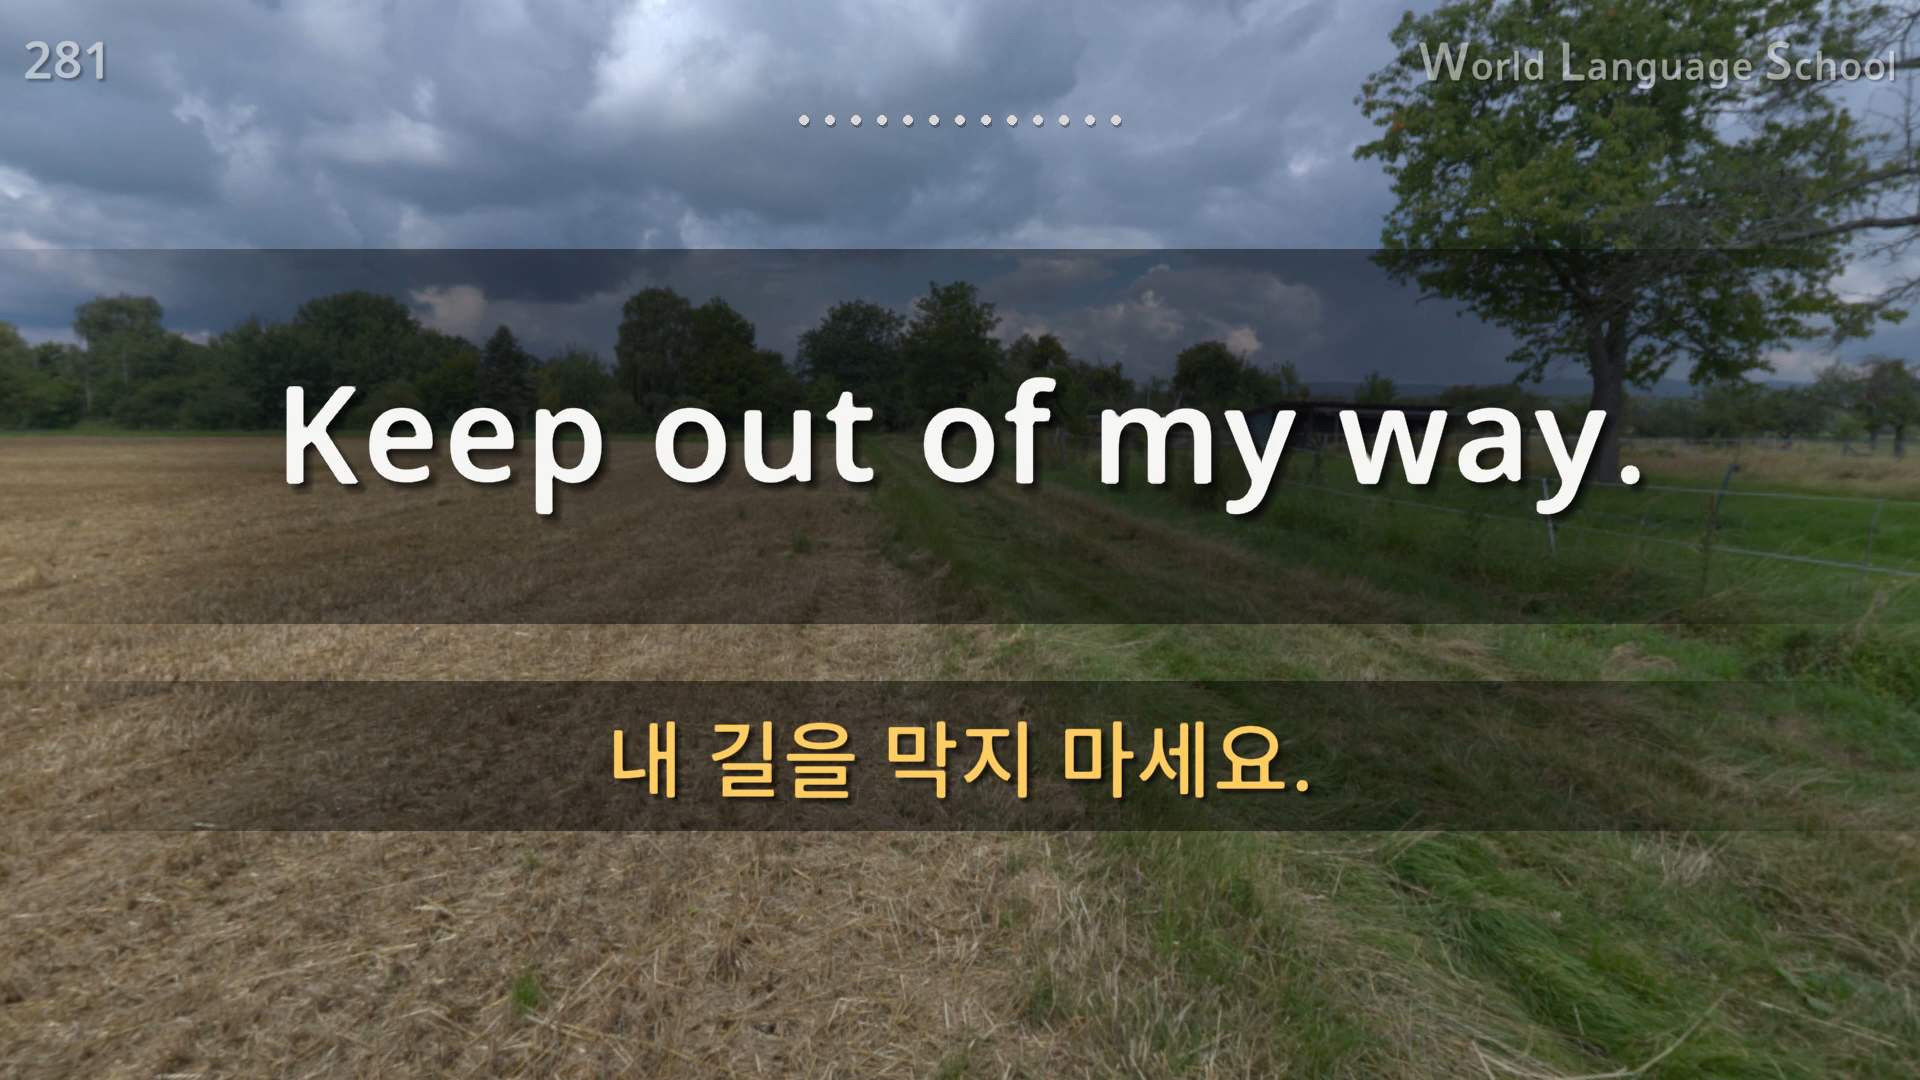 281
World Language School
Keep out of my way.
내 길을 막지 마세요.